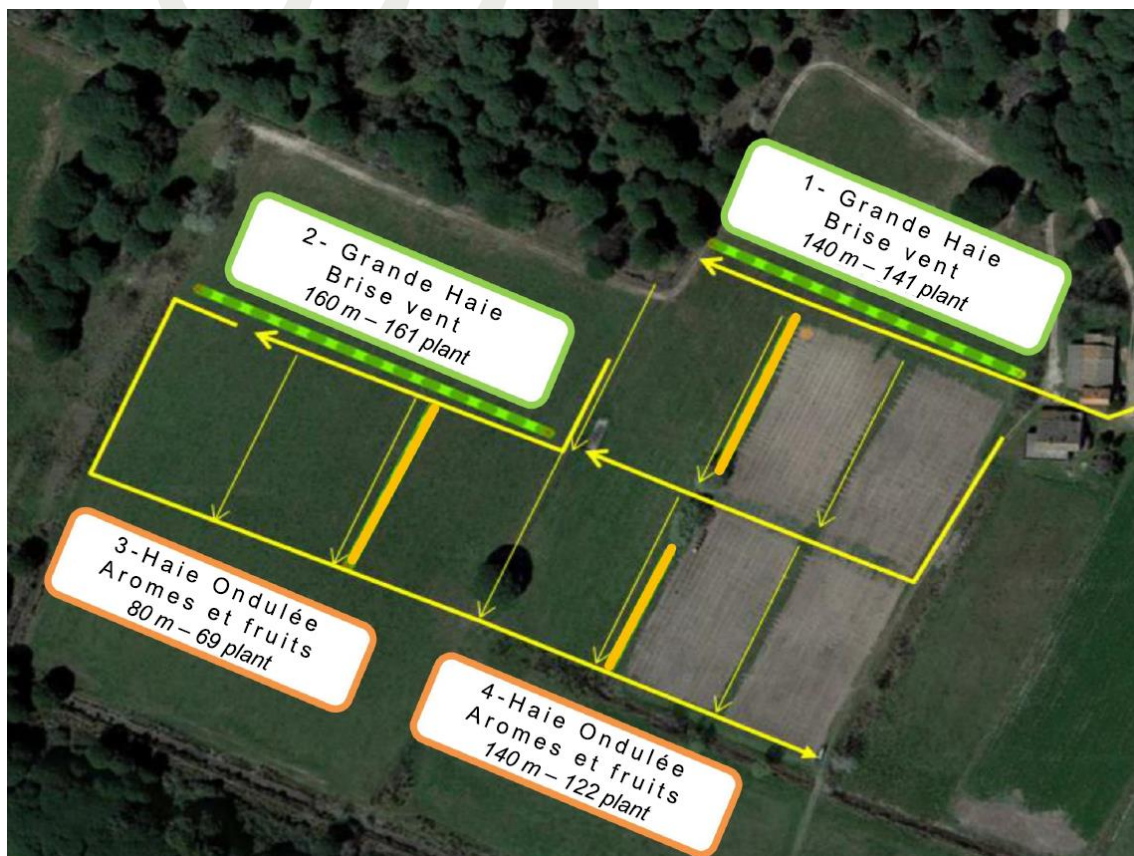 1- Grande Haie
Brise vent
140 m – 141 plant
2- Grande Haie
Brise vent
160 m – 161 plant
3-Haie Ondulée
Aromes et fruits
80 m – 69 plant
4-Haie Ondulée
Aromes et fruits
140 m – 122 plant